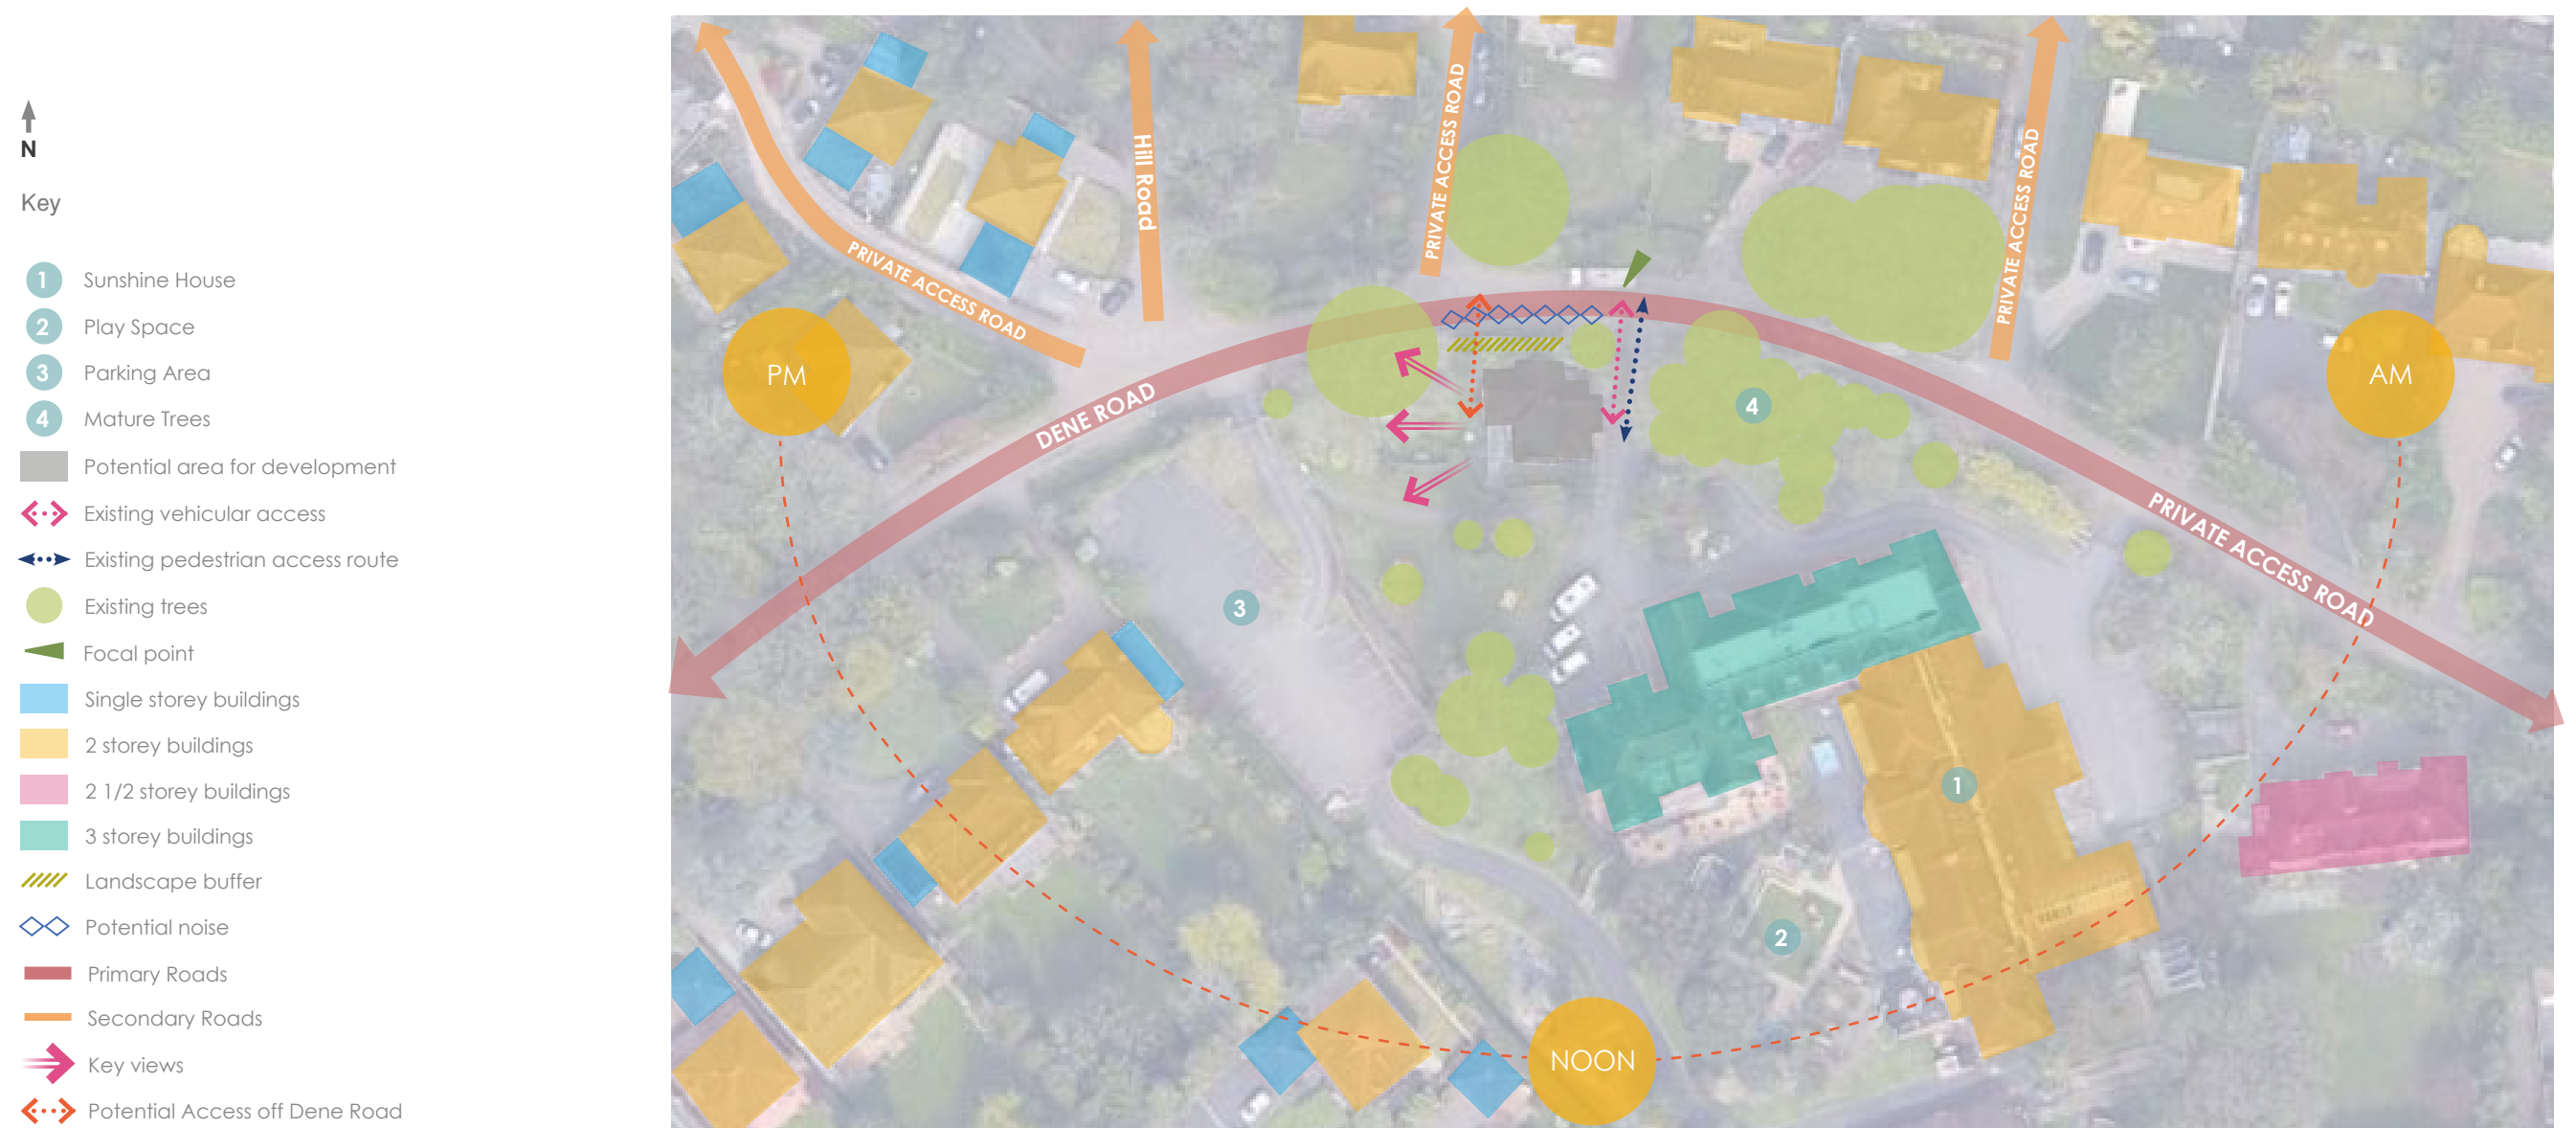 N
Key
1 Sunshine House
2 Play Space
3 Parking Area
4 Mature Trees
Potential area for development
Existing vehicular access
Existing pedestrian access route
Existing trees
Focal point
Single storey buildings
2 storey buildings
2 1/2 storey buildings
3 storey buildings
Landscape buffer
Potential noise
Primary Roads
Secondary Roads
Key views
Potential Access off Dene Road
PRIVATE ACCESS ROAD
Hill Road
PRIVATE ACCESS ROAD
PRIVATE ACCESS ROAD
PM
AM
DENE ROAD
4
PRIVATE ACCESS ROAD
3
1
2
NOON